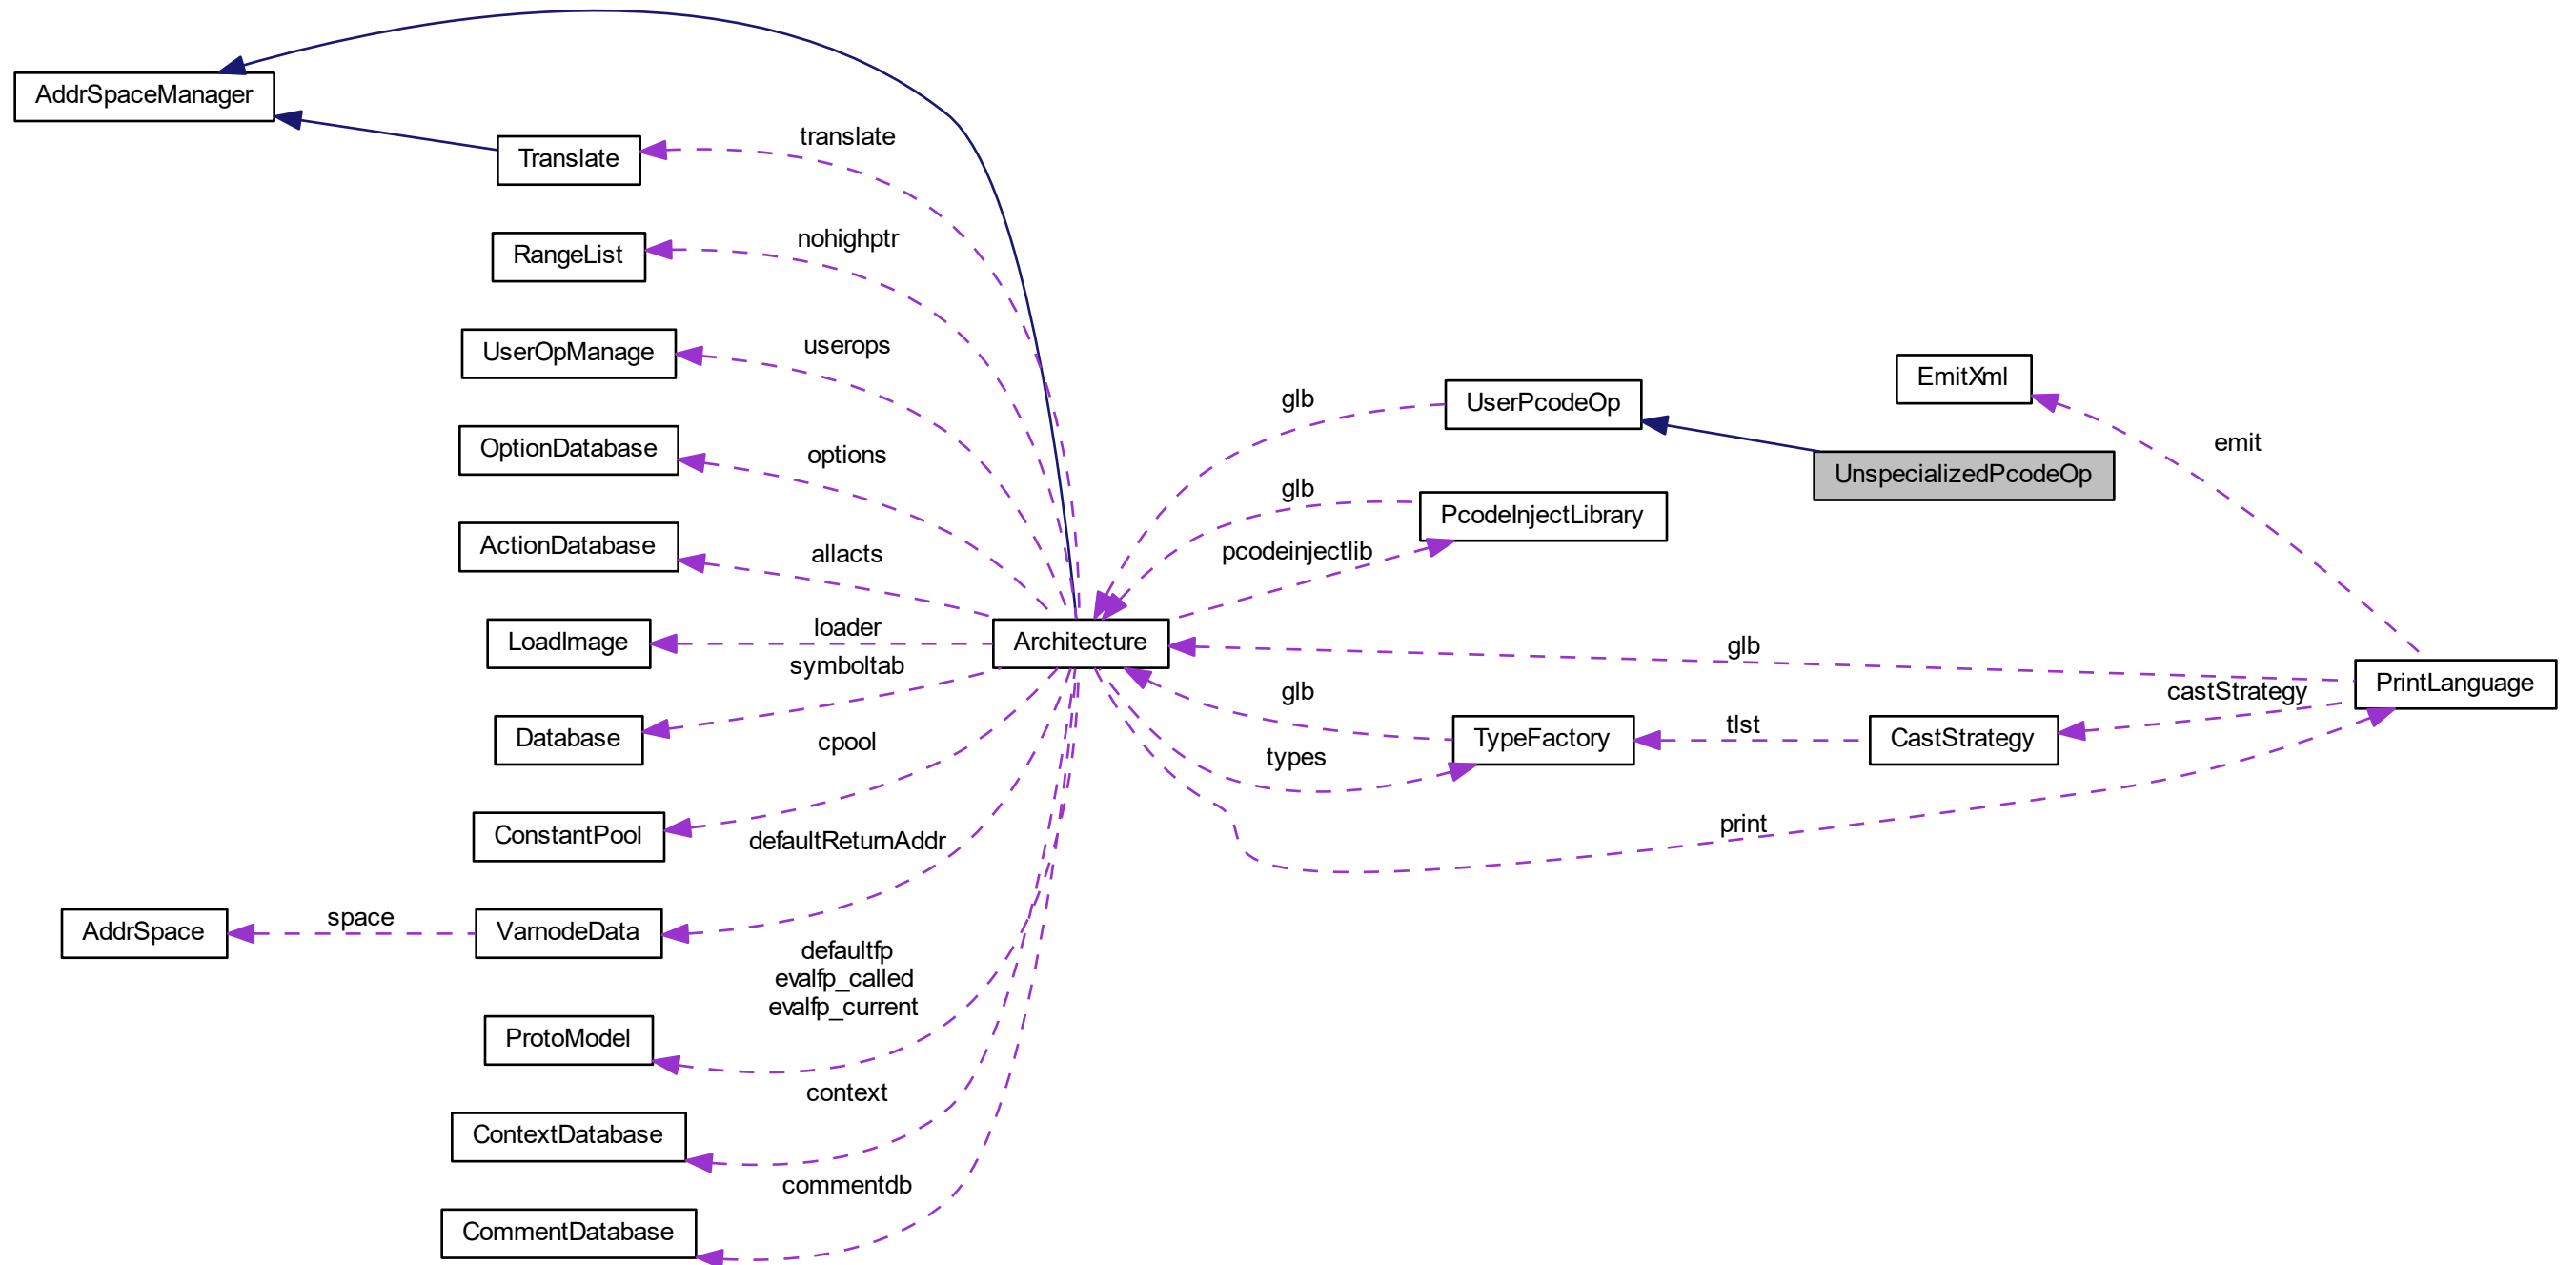 AddrSpaceManager
translate
Translate
nohighptr
RangeList
userops
UserOpManage
EmitXml
glb
UserPcodeOp
emit
options
OptionDatabase
UnspecializedPcodeOp
glb
PcodeInjectLibrary
allacts
ActionDatabase
pcodeinjectlib
loader
LoadImage
Architecture
glb
symboltab
glb
castStrategy
PrintLanguage
Database
cpool
types
TypeFactory
tlst
CastStrategy
ConstantPool
defaultReturnAddr
print
AddrSpace
space
VarnodeData
defaultfp
evalfp_called
evalfp_current
ProtoModel
context
ContextDatabase
commentdb
CommentDatabase